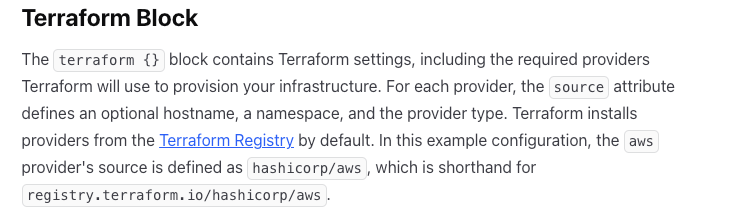 Terraform Block
The terraform {} block contains Terraform settings, including the required providers
Terraform will use to provision your infrastructure. For each provider, the source attribute
defines an optional hostname, a namespace, and the provider type. Terraform installs
providers from the Terraform Registry by default. In this example configuration, the aws
provider's source is defined as hashicorp/aws, which is shorthand for
registry.terraform.io/hashicorp/aws.